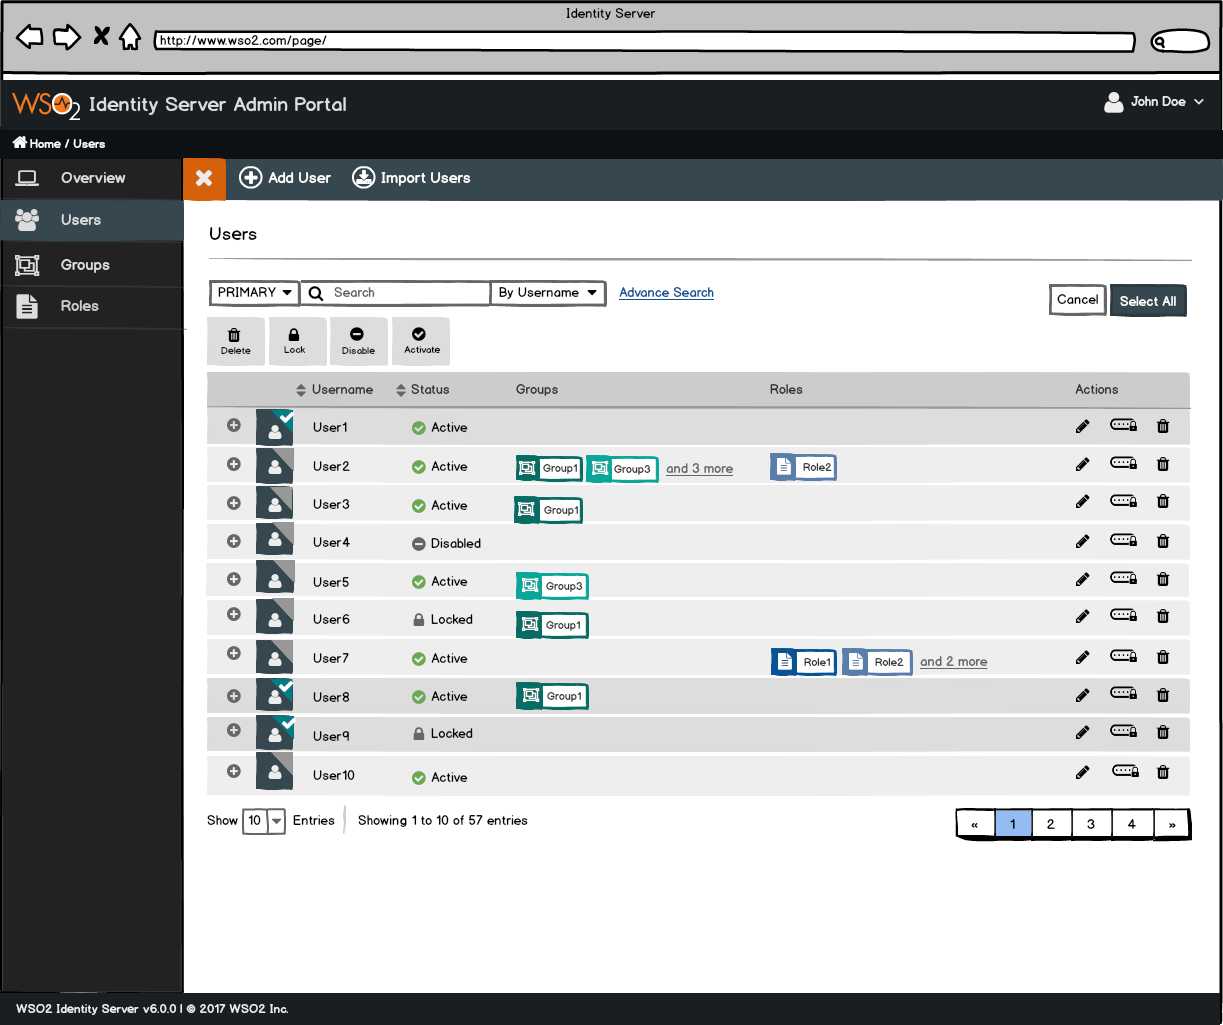 Identity Server
http://www.wso2.com/page/
WSO2 Identity Server Admin Portal
John Doe
Home / Users
Overview
Users
Groups
Roles
Add User
Import Users
Users
PRIMARY
Search
By Username
Advance Search
Cancel
Select All
Delete
Lock
Disable
Activate
Username Status Groups Roles Actions
User1 Active
User2 Active Group1 Group3 and 3 more Role2
User3 Active Group1
User4 Disabled
User5 Active Group3
User6 Locked Group1
User7 Active Role1 Role2 and 2 more
User8 Active Group1
User9 Locked
User10 Active
Show 10 Entries Showing 1 to 10 of 57 entries
« 1 2 3 4 »
WSO2 Identity Server v6.0.0 | © 2017 WSO2 Inc.